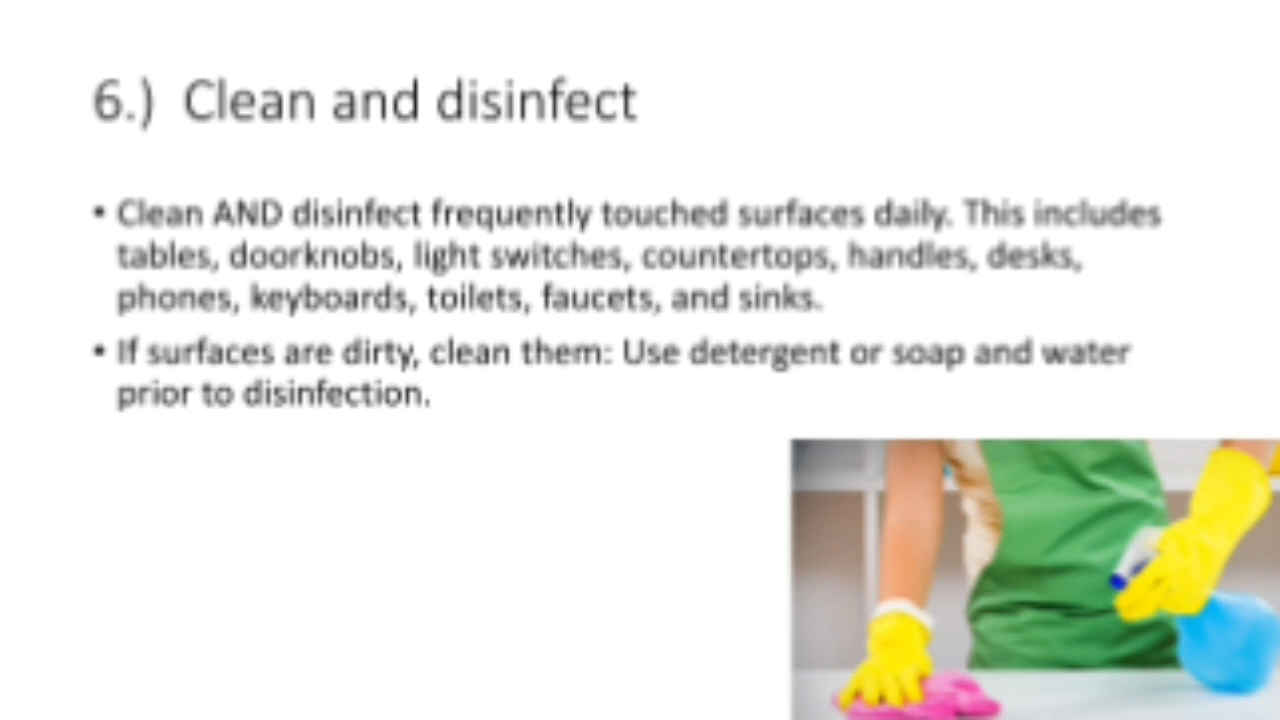 6.) Clean and disinfect
• Clean AND disinfect frequently touched surfaces daily. This includes
tables, doorknobs, light switches, countertops, handles, desks,
phones, keyboards, toilets, faucets, and sinks.
• If surfaces are dirty, clean them: Use detergent or soap and water
prior to disinfection.